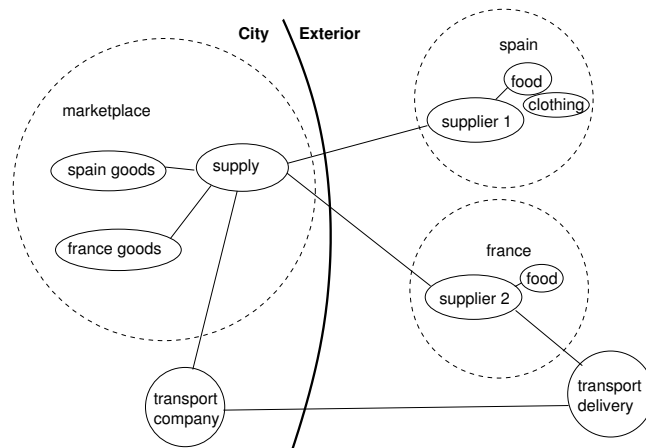 City
Exterior
marketplace
spain goods
france goods
supply
spain
food
clothing
supplier 1
france
food
supplier 2
transport
company
transport
delivery